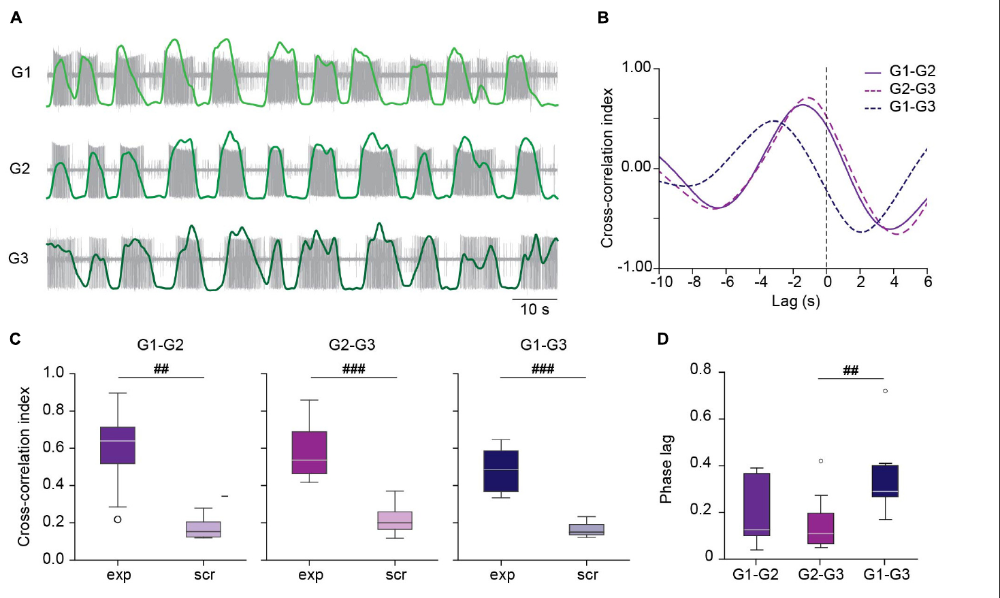 A
G1
G2
G3
10 s
B
Cross-correlation index
1.00
0.00
-1.00
-10 -8 -6 -4 -2 0 2 4 6
Lag (s)
G1-G2
G2-G3
G1-G3
C
Cross-correlation index
1.0
0.8
0.6
0.4
0.2
0.0
G1-G2
##
exp scr
G2-G3
###
exp scr
G1-G3
###
exp scr
D
Phase lag
0.8
0.6
0.4
0.2
0
##
G1-G2 G2-G3 G1-G3